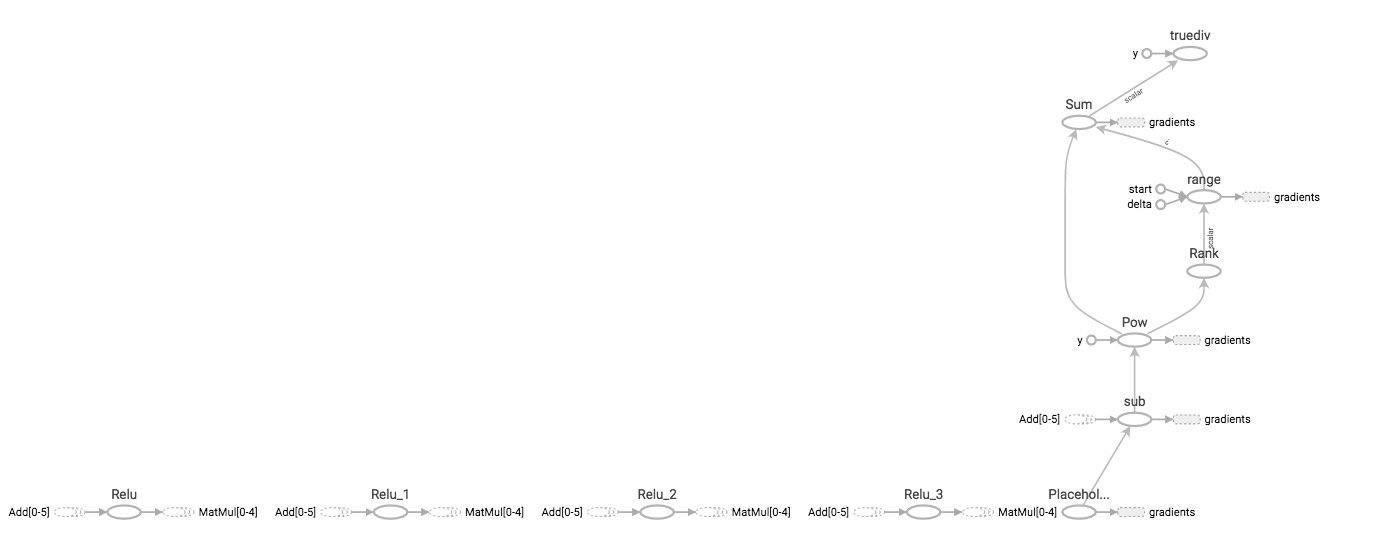 truediv
y
scalar
Sum
gradients
?
range
start
delta
gradients
scalar
Rank
Pow
y
gradients
sub
Add[0-5]
gradients
Relu
Relu_1
Relu_2
Relu_3
Placehol...
Add[0-5]
MatMul[0-4]
Add[0-5]
MatMul[0-4]
Add[0-5]
MatMul[0-4]
Add[0-5]
MatMul[0-4]
gradients